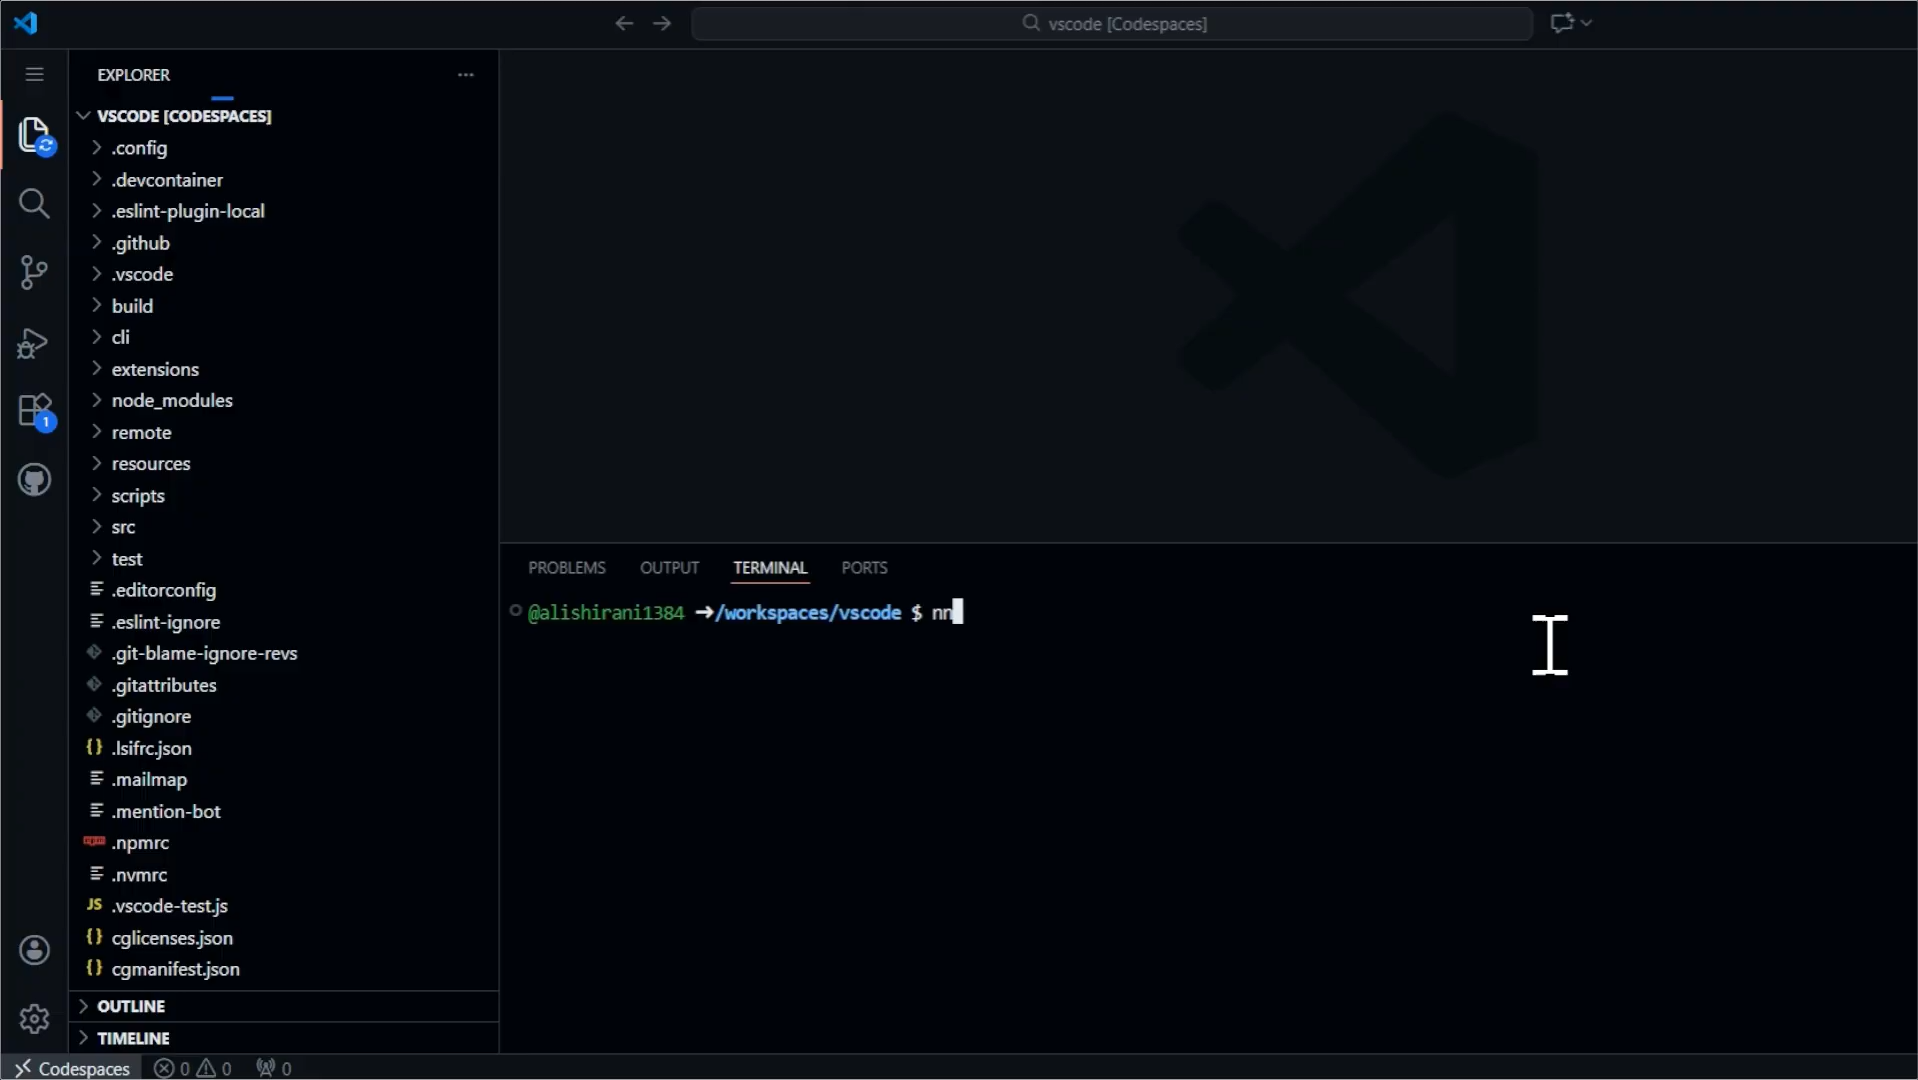 vscode [Codespaces]
EXPLORER
VSCODE [CODESPACES]
.config
.devcontainer
.eslint-plugin-local
.github
.vscode
build
cli
extensions
node_modules
1
remote
resources
scripts
src
test
.editorconfig
.eslint-ignore
.git-blame-ignore-revs
.gitattributes
.gitignore
{} .lsifrc.json
.mailmap
.mention-bot
npm .npmrc
.nvmrc
JS .vscode-test.js
{} cglicenses.json
{} cgmanifest.json
OUTLINE
TIMELINE
PROBLEMS OUTPUT TERMINAL PORTS
@alishirani1384 ➜/workspaces/vscode $ nn
Codespaces 0 0 0